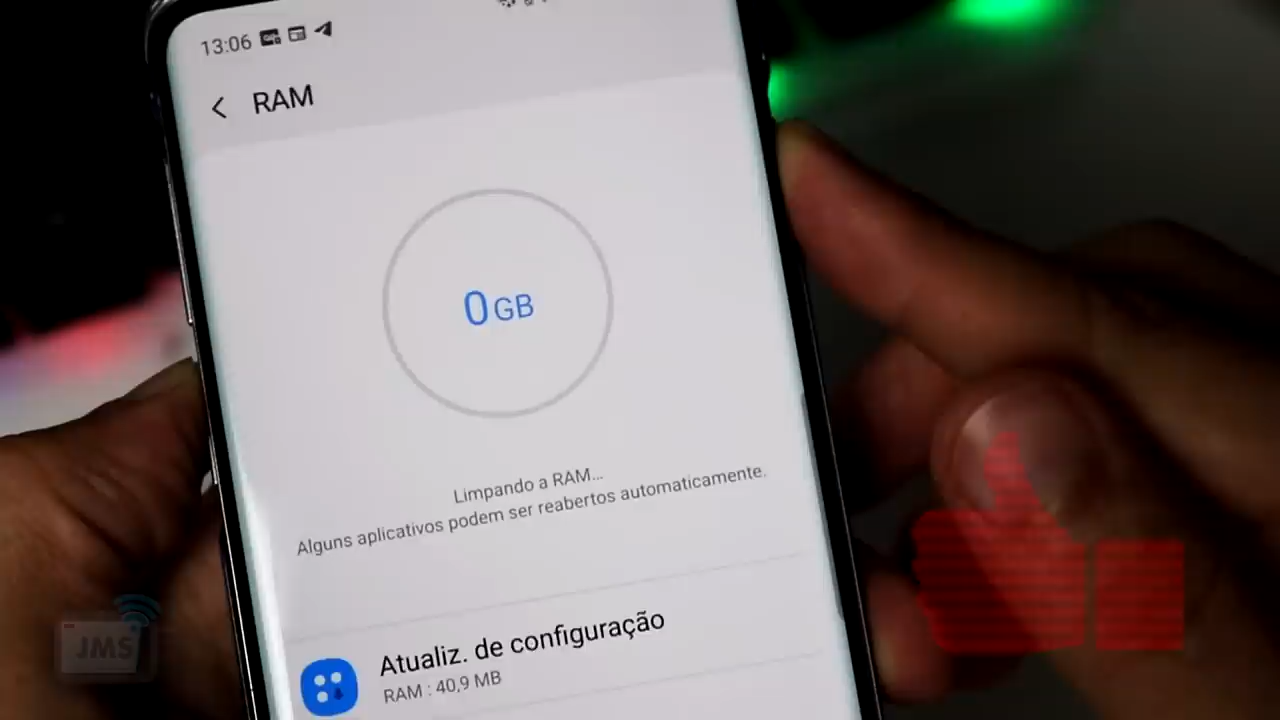 13:06
RAM
0 GB
Limpando a RAM...
Alguns aplicativos podem ser reabertos automaticamente.
Atualiz. de configuração
RAM : 40,9 MB
JMS